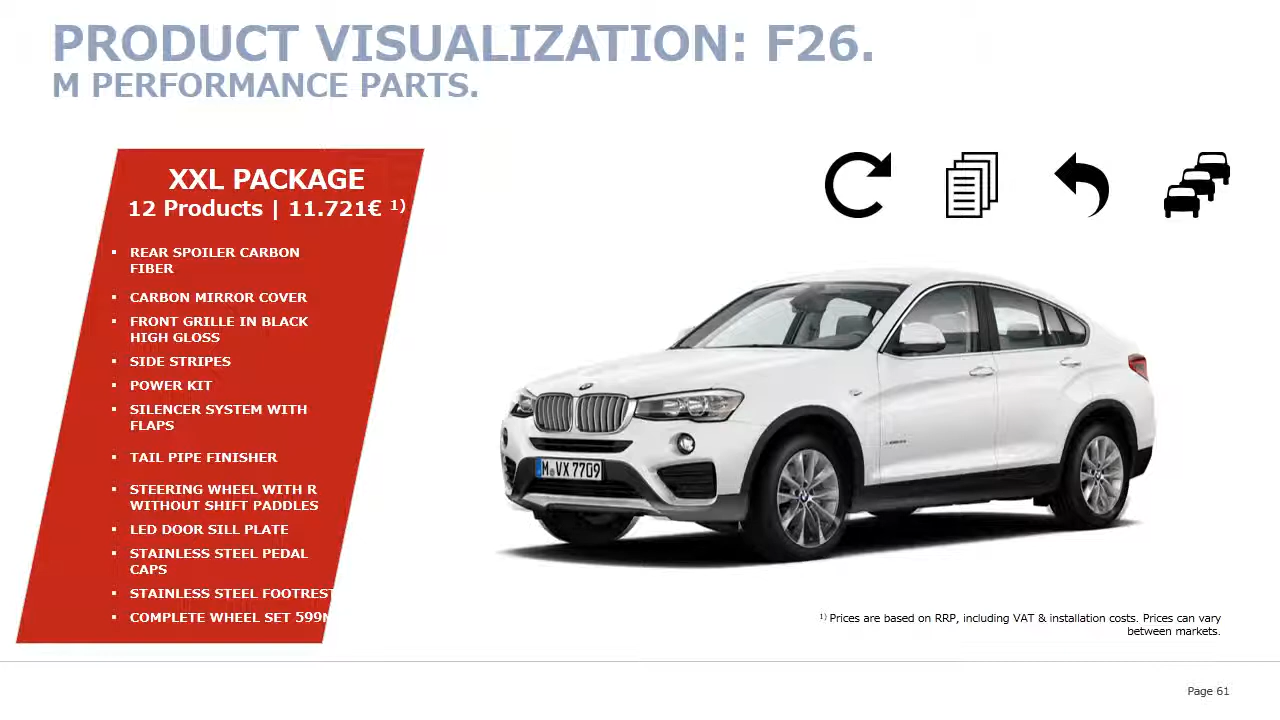 PRODUCT VISUALIZATION: F26.
M PERFORMANCE PARTS.
XXL PACKAGE
12 Products | 11.721€ 1)
▪ REAR SPOILER CARBON
FIBER
▪ CARBON MIRROR COVER
▪ FRONT GRILLE IN BLACK
HIGH GLOSS
▪ SIDE STRIPES
▪ POWER KIT
▪ SILENCER SYSTEM WITH
FLAPS
▪ TAIL PIPE FINISHER
▪ STEERING WHEEL WITH R
WITHOUT SHIFT PADDLES
▪ LED DOOR SILL PLATE
▪ STAINLESS STEEL PEDAL
CAPS
▪ STAINLESS STEEL FOOTREST
▪ COMPLETE WHEEL SET 599M
M VX 7709
1) Prices are based on RRP, including VAT & installation costs. Prices can vary
between markets.
Page 61